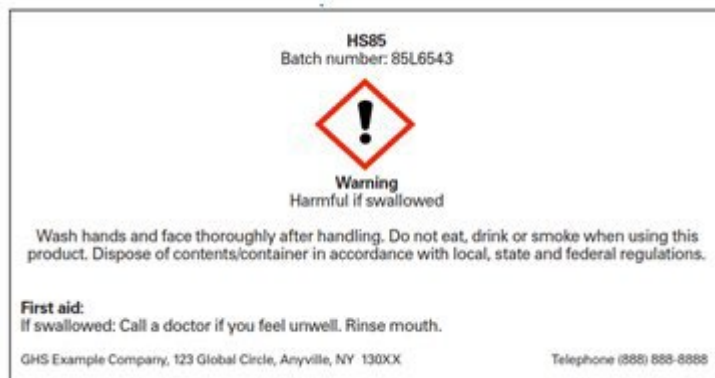 HS85
Batch number: 85L6543
Warning
Harmful if swallowed
Wash hands and face thoroughly after handling. Do not eat, drink or smoke when using this
product. Dispose of contents/container in accordance with local, state and federal regulations.
First aid:
If swallowed: Call a doctor if you feel unwell. Rinse mouth.
GHS Example Company, 123 Global Circle, Anyville, NY 130XX Telephone (888) 888-8888